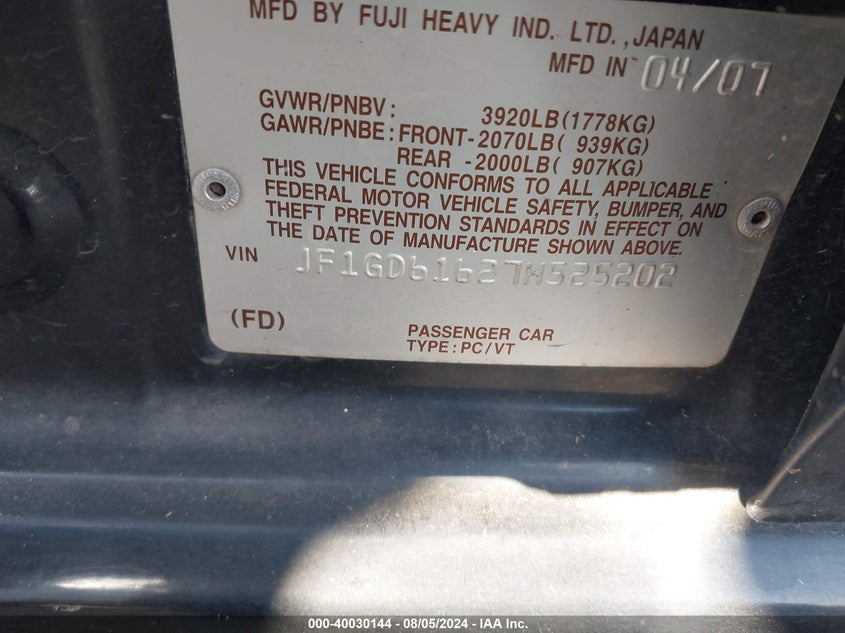 MFD BY FUJI HEAVY IND. LTD., JAPAN
MFD IN 04/07
GVWR/PNBV: 3920LB(1778KG)
GAWR/PNBE: FRONT-2070LB( 939KG)
REAR -2000LB( 907KG)
THIS VEHICLE CONFORMS TO ALL APPLICABLE
FEDERAL MOTOR VEHICLE SAFETY, BUMPER, AND
THEFT PREVENTION STANDARDS IN EFFECT ON
THE DATE OF MANUFACTURE SHOWN ABOVE.
VIN JF1GD61627H525202
(FD)
PASSENGER CAR
TYPE: PC/VT
000-40030144 - 08/05/2024 - IAA Inc.